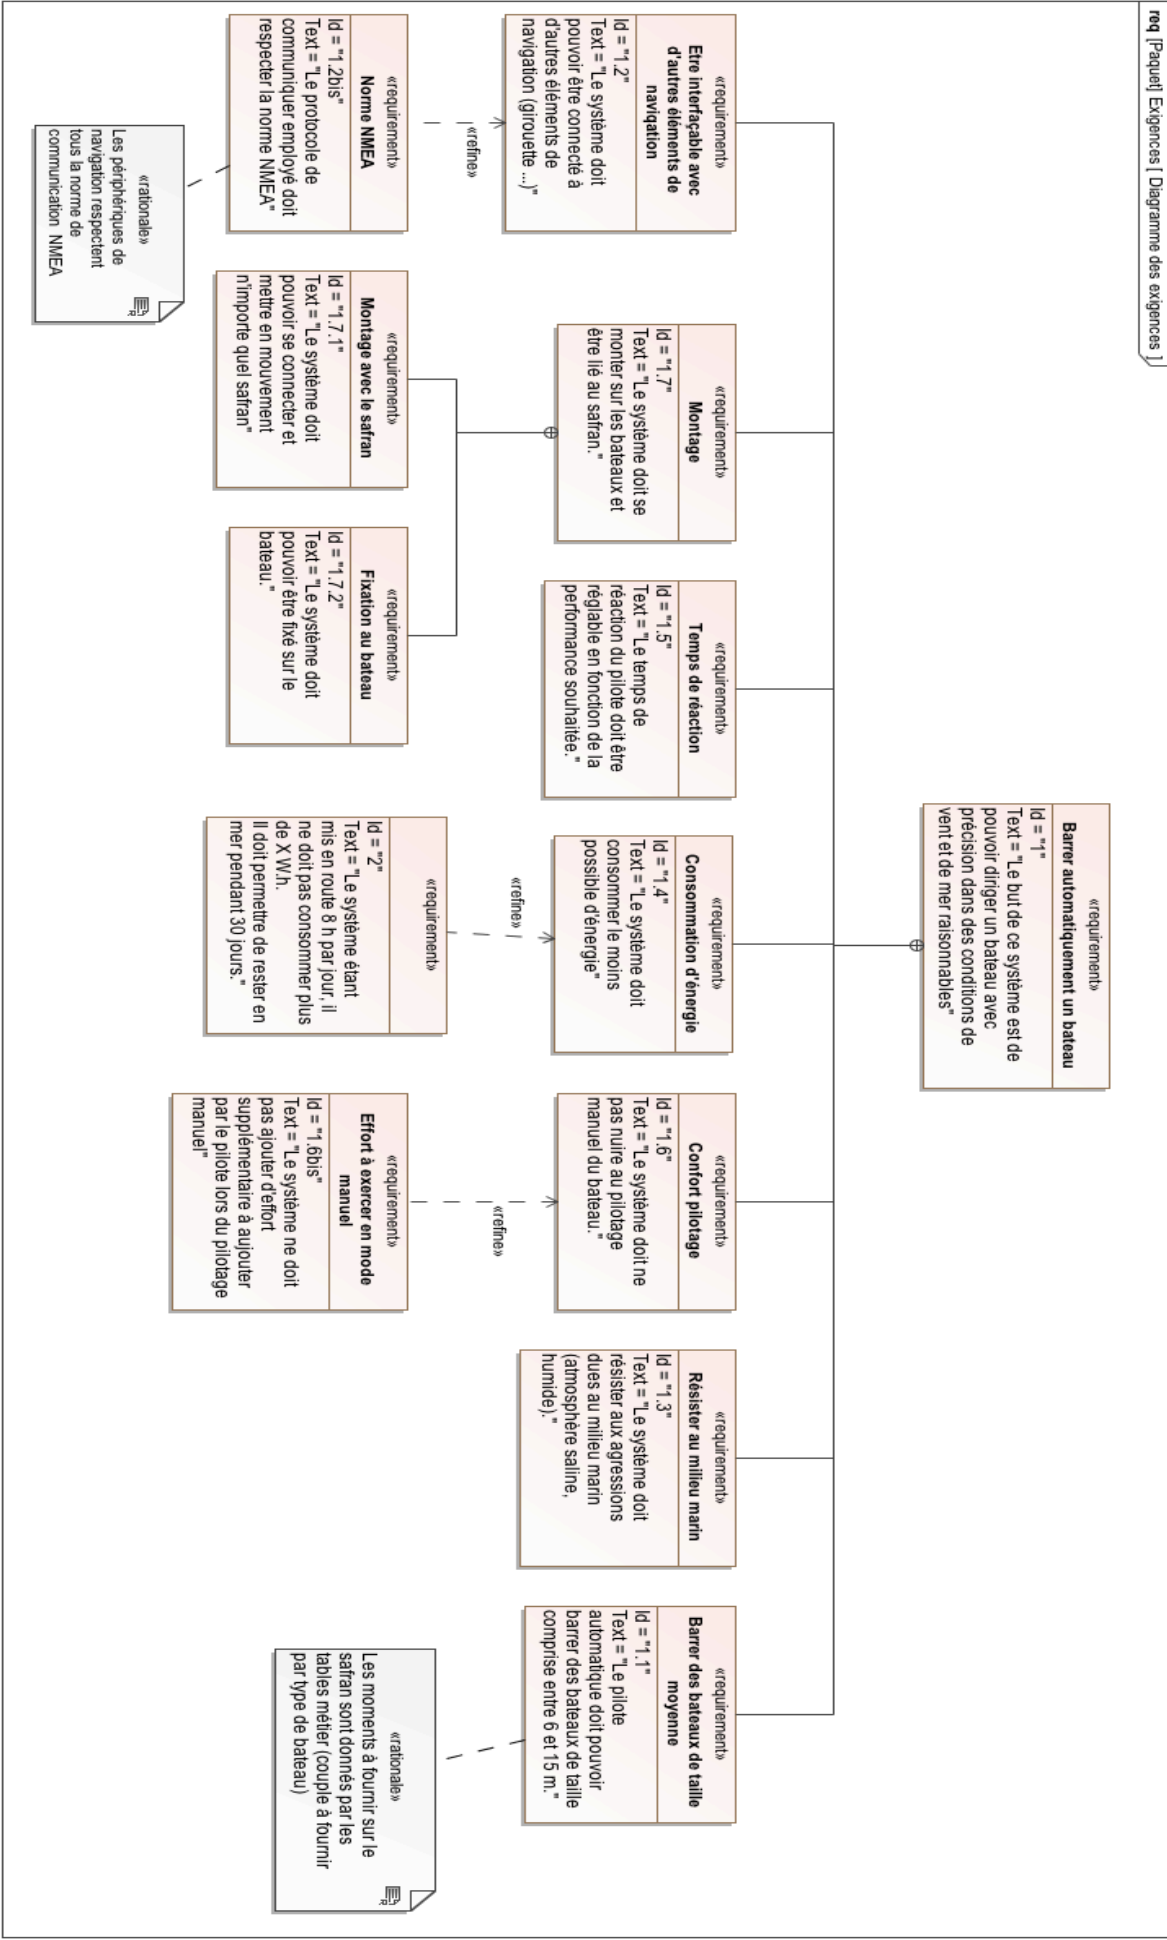 req [Paquet] Exigences [ Diagramme des exigences ]
«requirement»
Barrer automatiquement un bateau
Id = "1"
Text = "Le but de ce système est de
pouvoir diriger un bateau avec
précision dans des conditions de
vent et de mer raisonnables"
«requirement»
Etre interfaçable avec
d'autres éléments de
navigation
Id = "1.2"
Text = "Le système doit
pouvoir être connecté à
d'autres éléments de
navigation (girouette ...)"
«requirement»
Montage
Id = "1.7"
Text = "Le système doit se
monter sur les bateaux et
être lié au safran."
«requirement»
Temps de réaction
Id = "1.5"
Text = "Le temps de
réaction du pilote doit être
réglable en fonction de la
performance souhaitée."
«requirement»
Consommation d'énergie
Id = "1.4"
Text = "Le système doit
consommer le moins
possible d'énergie"
«requirement»
Confort pilotage
Id = "1.6"
Text = "Le système doit ne
pas nuire au pilotage
manuel du bateau."
«requirement»
Résister au milieu marin
Id = "1.3"
Text = "Le système doit
résister aux agressions
dues au milieu marin
(atmosphère saline,
humide)."
«requirement»
Barrer des bateaux de taille
moyenne
Id = "1.1"
Text = "Le pilote
automatique doit pouvoir
barrer des bateaux de taille
comprise entre 6 et 15 m."
«refine»
«refine»
«refine»
«requirement»
Norme NMEA
Id = "1.2bis"
Text = "Le protocole de
communiquer employé doit
respecter la norme NMEA"
«requirement»
Montage avec le safran
Id = "1.7.1"
Text = "Le système doit
pouvoir se connecter et
mettre en mouvement
n'importe quel safran"
«requirement»
Fixation au bateau
Id = "1.7.2"
Text = "Le système doit
pouvoir être fixé sur le
bateau."
«requirement»
Id = "2"
Text = "Le système étant
mis en route 8 h par jour, il
ne doit pas consommer plus
de X W.h.
Il doit permettre de rester en
mer pendant 30 jours."
«requirement»
Effort à exercer en mode
manuel
Id = "1.6bis"
Text = "Le système ne doit
pas ajouter d'effort
supplémentaire à aujouter
par le pilote lors du pilotage
manuel"
«rationale»
Les moments à fournir sur le
safran sont donnés par les
tables métier (couple à fournir
par type de bateau)
«rationale»
Les périphériques de
navigation respectent
tous la norme de
communication NMEA